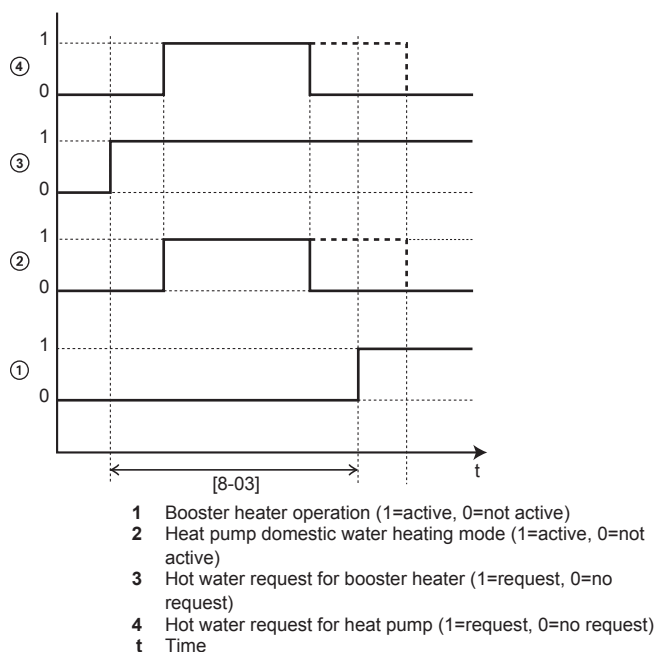 1
④
0
1
③
0
1
②
0
1
①
0
t
[8-03]
1 Booster heater operation (1=active, 0=not active)
2 Heat pump domestic water heating mode (1=active, 0=not
active)
3 Hot water request for booster heater (1=request, 0=no
request)
4 Hot water request for heat pump (1=request, 0=no request)
t Time